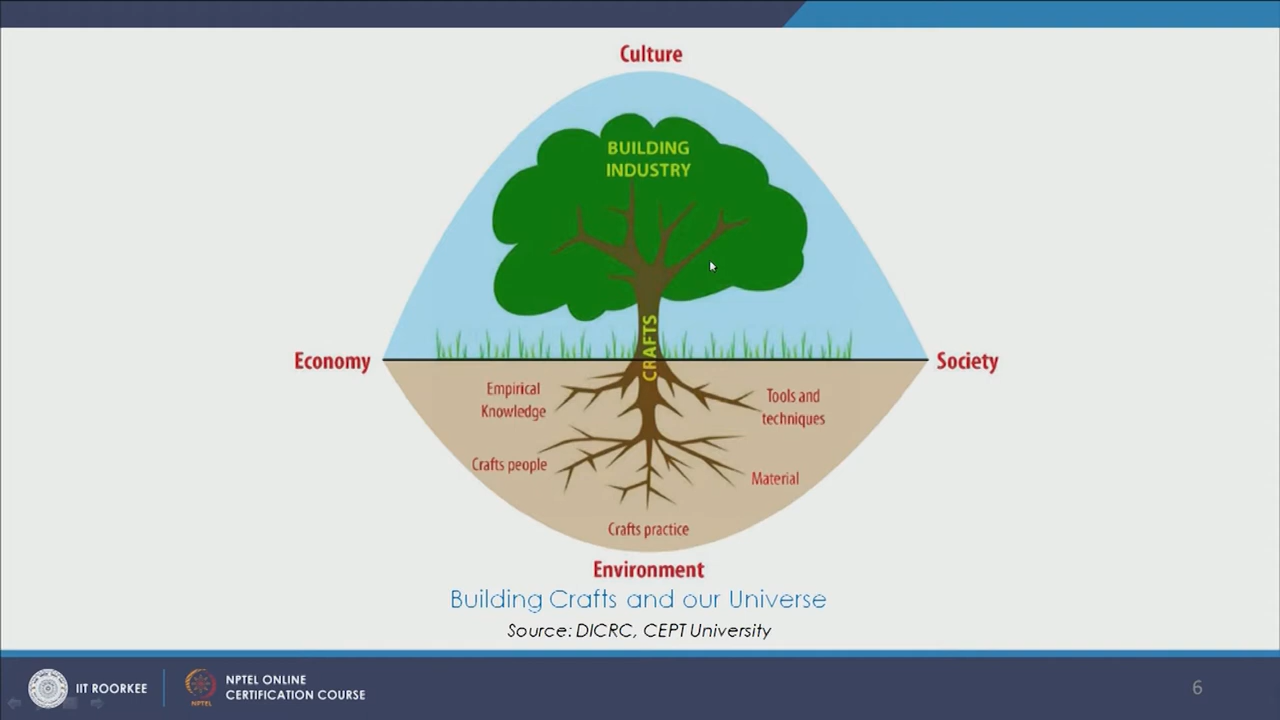 Culture
BUILDING
INDUSTRY
CRAFTS
Economy
Society
Empirical
Knowledge
Tools and
techniques
Crafts people
Material
Crafts practice
Environment
Building Crafts and our Universe
Source: DICRC, CEPT University
IIT ROORKEE
NPTEL
NPTEL ONLINE
CERTIFICATION COURSE
6